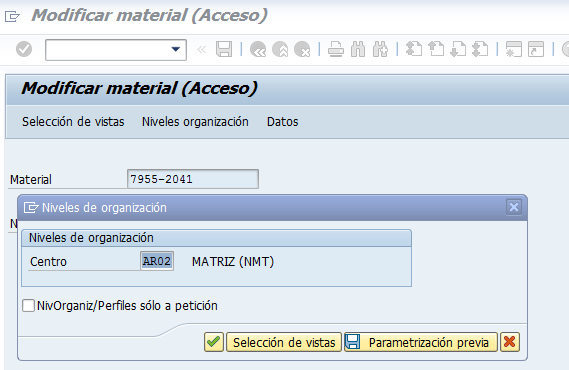 Modificar material (Acceso)
Modificar material (Acceso)
Selección de vistas Niveles organización Datos
Material 7955-2041
N
Niveles de organización
Niveles de organización
Centro AR02 MATRIZ (NMT)
NivOrganiz/Perfiles sólo a petición
Selección de vistas Parametrización previa